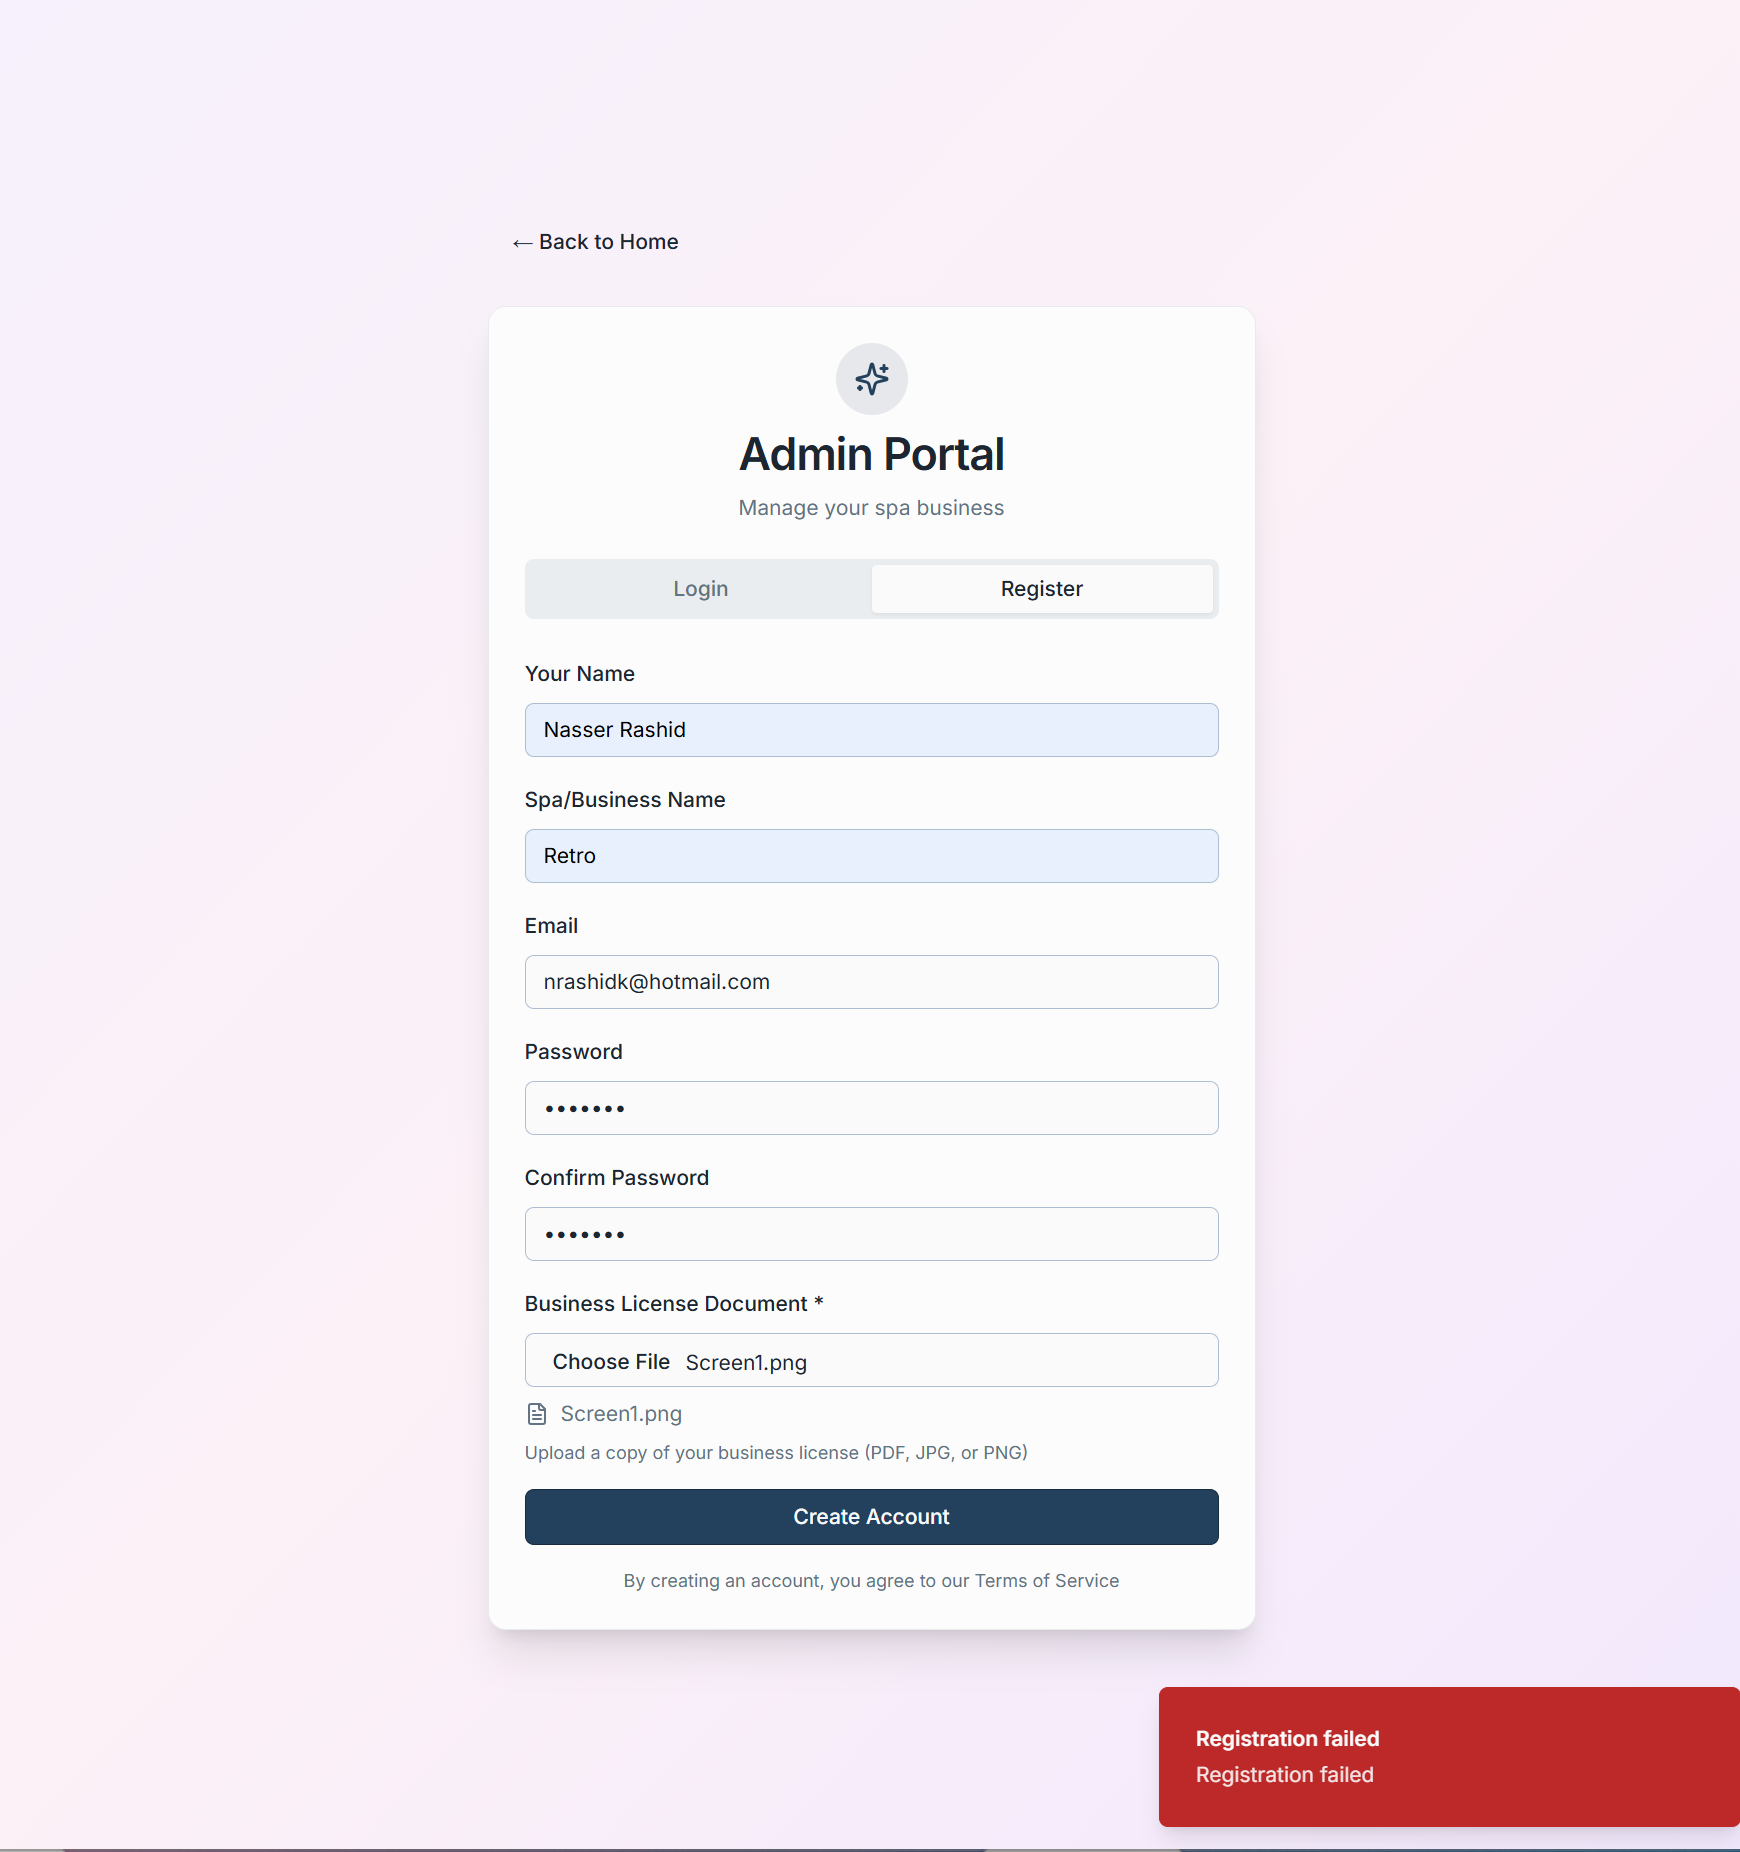 ← Back to Home
Admin Portal
Manage your spa business
Login
Register
Your Name
Nasser Rashid
Spa/Business Name
Retro
Email
nrashidk@hotmail.com
Password
•••••••
Confirm Password
•••••••
Business License Document *
Choose File Screen1.png
Screen1.png
Upload a copy of your business license (PDF, JPG, or PNG)
Create Account
By creating an account, you agree to our Terms of Service
Registration failed
Registration failed